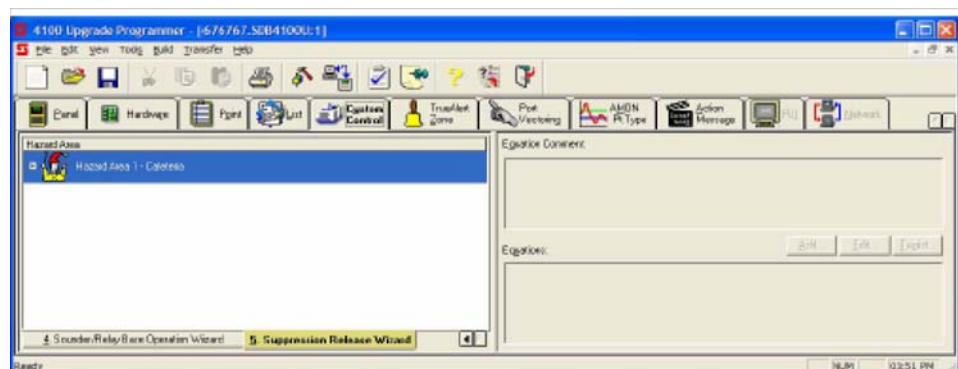 4100 Upgrade Programmer - [-676767.SDB4100U:1]
File Edit View Tools Build Transfer Help
Panel Hardware Point List Custom Control TrueAlert Zone Port Vectoring AMON Pt.Type Action Message Network
Hazard Area
Hazard Area 1 - Cafeteria
Equation Comment:
Add... Edit... Expert...
Equations:
4. Sounder/Relay Base Operation Wizard 5. Suppression Release Wizard
Ready NUM 03:51 PM